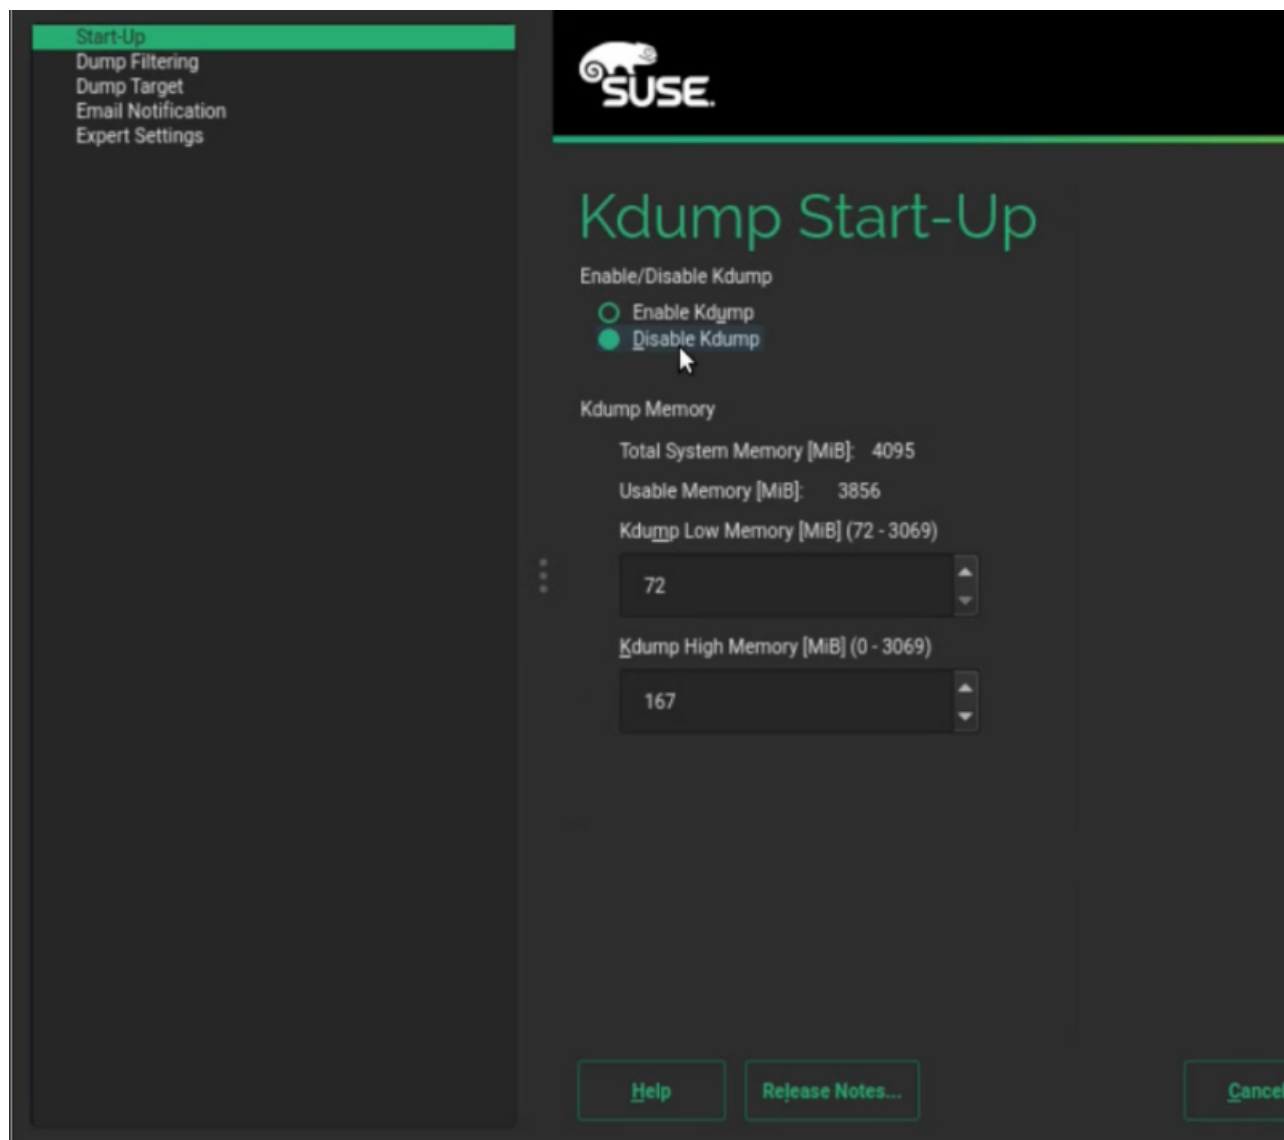 Start-Up
Dump Filtering
Dump Target
Email Notification
Expert Settings
SUSE.
Kdump Start-Up
Enable/Disable Kdump
Enable Kdump
Disable Kdump
Kdump Memory
Total System Memory [MiB]: 4095
Usable Memory [MiB]: 3856
Kdump Low Memory [MiB] (72 - 3069)
72
Kdump High Memory [MiB] (0 - 3069)
167
Help Release Notes... Cancel